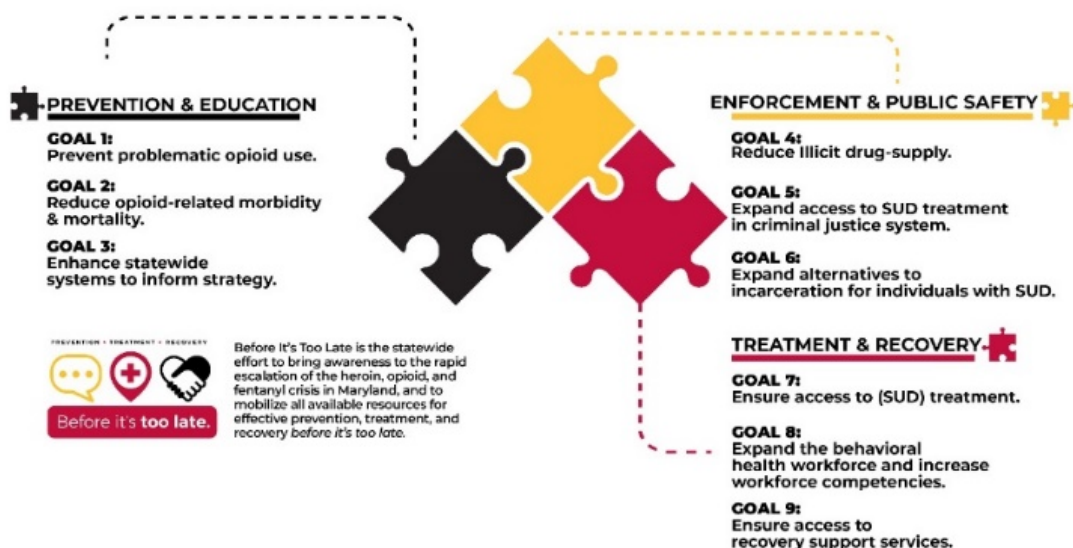 PREVENTION & EDUCATION
GOAL 1:
Prevent problematic opioid use.
GOAL 2:
Reduce opioid-related morbidity
& mortality.
GOAL 3:
Enhance statewide
systems to inform strategy.
ENFORCEMENT & PUBLIC SAFETY
GOAL 4:
Reduce Illicit drug-supply.
GOAL 5:
Expand access to SUD treatment
in criminal justice system.
GOAL 6:
Expand alternatives to
incarceration for individuals with SUD.
TREATMENT & RECOVERY
GOAL 7:
Ensure access to (SUD) treatment.
GOAL 8:
Expand the behavioral
health workforce and increase
workforce competencies.
GOAL 9:
Ensure access to
recovery support services.
PREVENTION • TREATMENT • RECOVERY
Before it's too late.
Before It's Too Late is the statewide
effort to bring awareness to the rapid
escalation of the heroin, opioid, and
fentanyl crisis in Maryland, and to
mobilize all available resources for
effective prevention, treatment, and
recovery before it's too late.